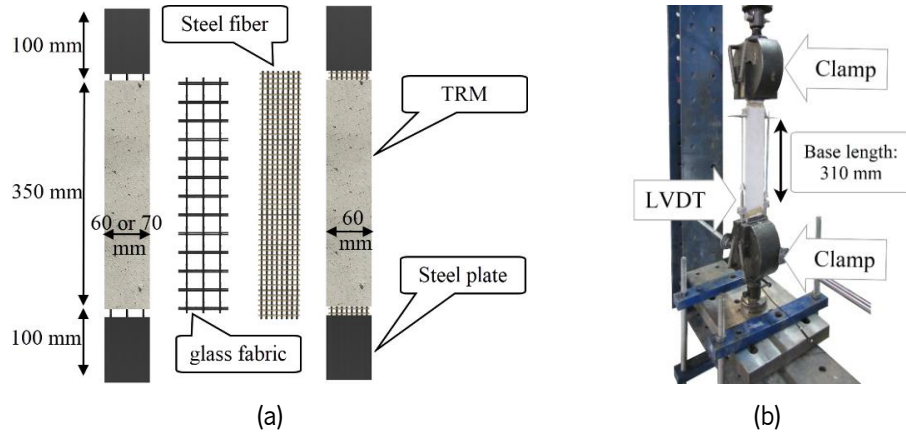 Steel fiber
100 mm
TRM
350 mm
60 or 70
mm
60
mm
Steel plate
glass fabric
100 mm
(a)
Clamp
Base length:
310 mm
LVDT
Clamp
(b)